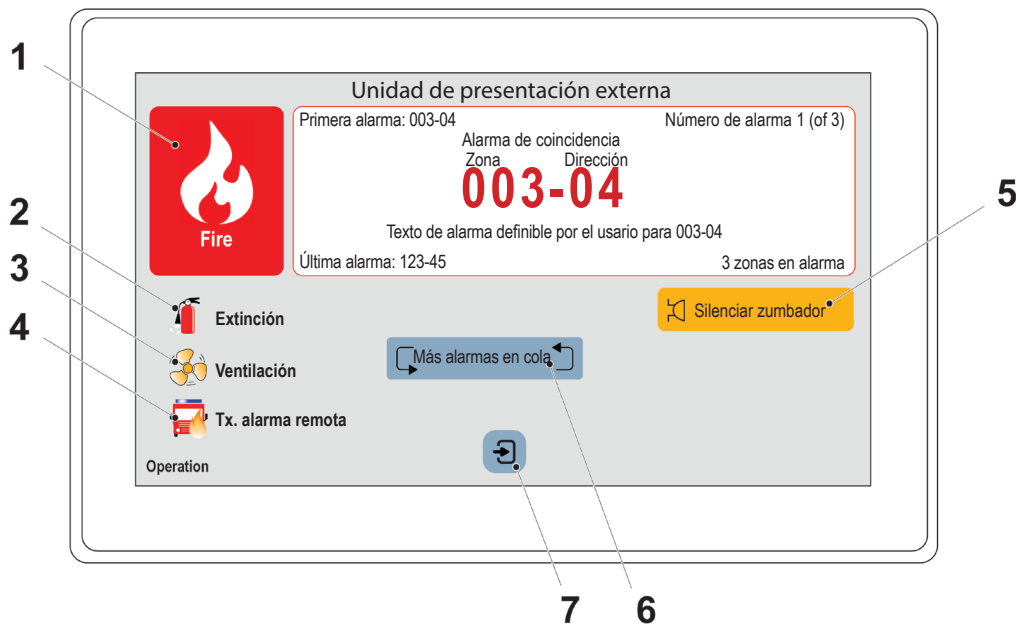 1
Unidad de presentación externa
Primera alarma: 003-04
Número de alarma 1 (of 3)
Alarma de coincidencia
Zona Dirección
003-04
Texto de alarma definible por el usario para 003-04
Última alarma: 123-45
3 zonas en alarma
Fire
2
5
3
4
Extinción
Silenciar zumbador
Más alarmas en cola
Ventilación
Tx. alarma remota
Operation
7
6